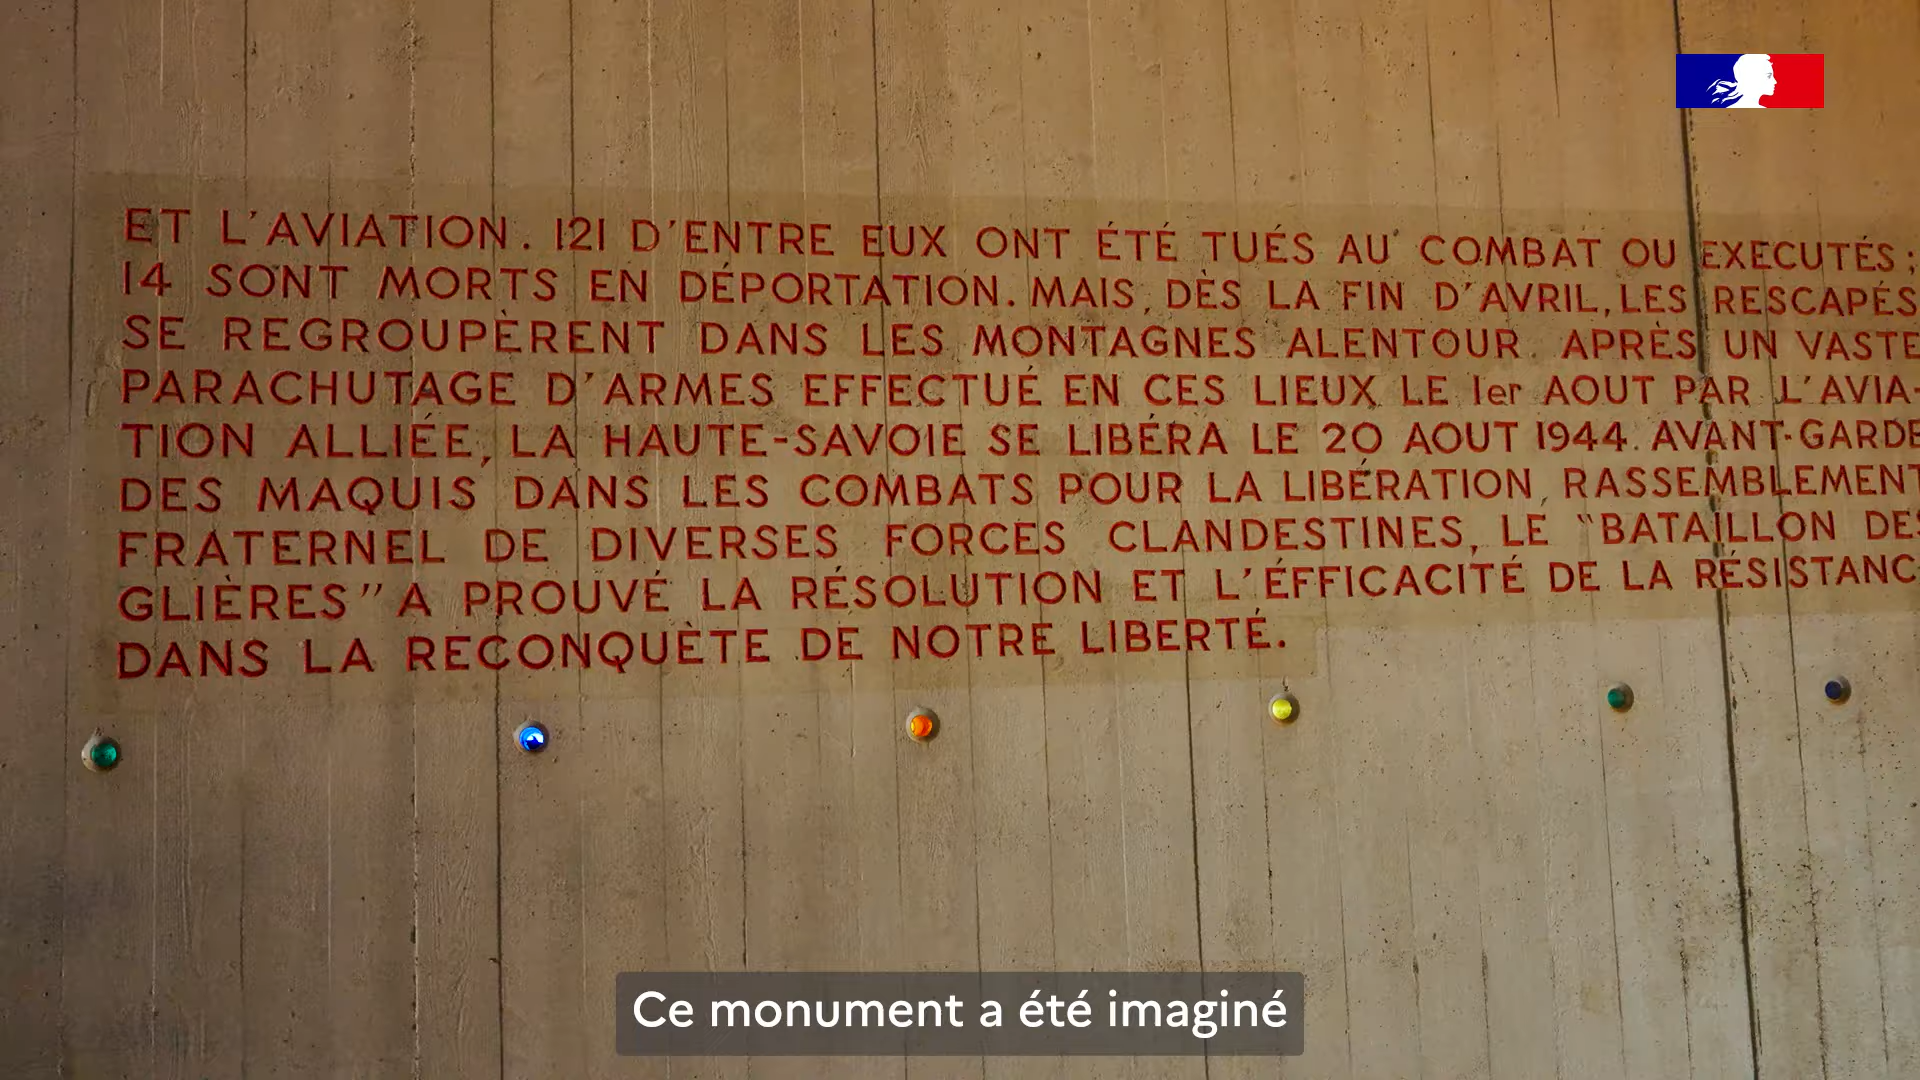 ET L'AVIATION. 121 D'ENTRE EUX ONT ÉTÉ TUÉS AU COMBAT OU EXECUTÉS ;
14 SONT MORTS EN DÉPORTATION. MAIS, DÈS LA FIN D'AVRIL, LES RESCAPÉS
SE REGROUPÈRENT DANS LES MONTAGNES ALENTOUR. APRÈS UN VASTE
PARACHUTAGE D'ARMES EFFECTUÉ EN CES LIEUX LE 1er AOUT PAR L'AVIA-
TION ALLIÉE, LA HAUTE-SAVOIE SE LIBÉRA LE 20 AOUT 1944. AVANT-GARDE
DES MAQUIS DANS LES COMBATS POUR LA LIBÉRATION, RASSEMBLEMENT
FRATERNEL DE DIVERSES FORCES CLANDESTINES, LE "BATAILLON DES
GLIÈRES" A PROUVÉ LA RÉSOLUTION ET L'ÉFFICACITÉ DE LA RÉSISTANC
DANS LA RECONQUÈTE DE NOTRE LIBERTÉ.
Ce monument a été imaginé